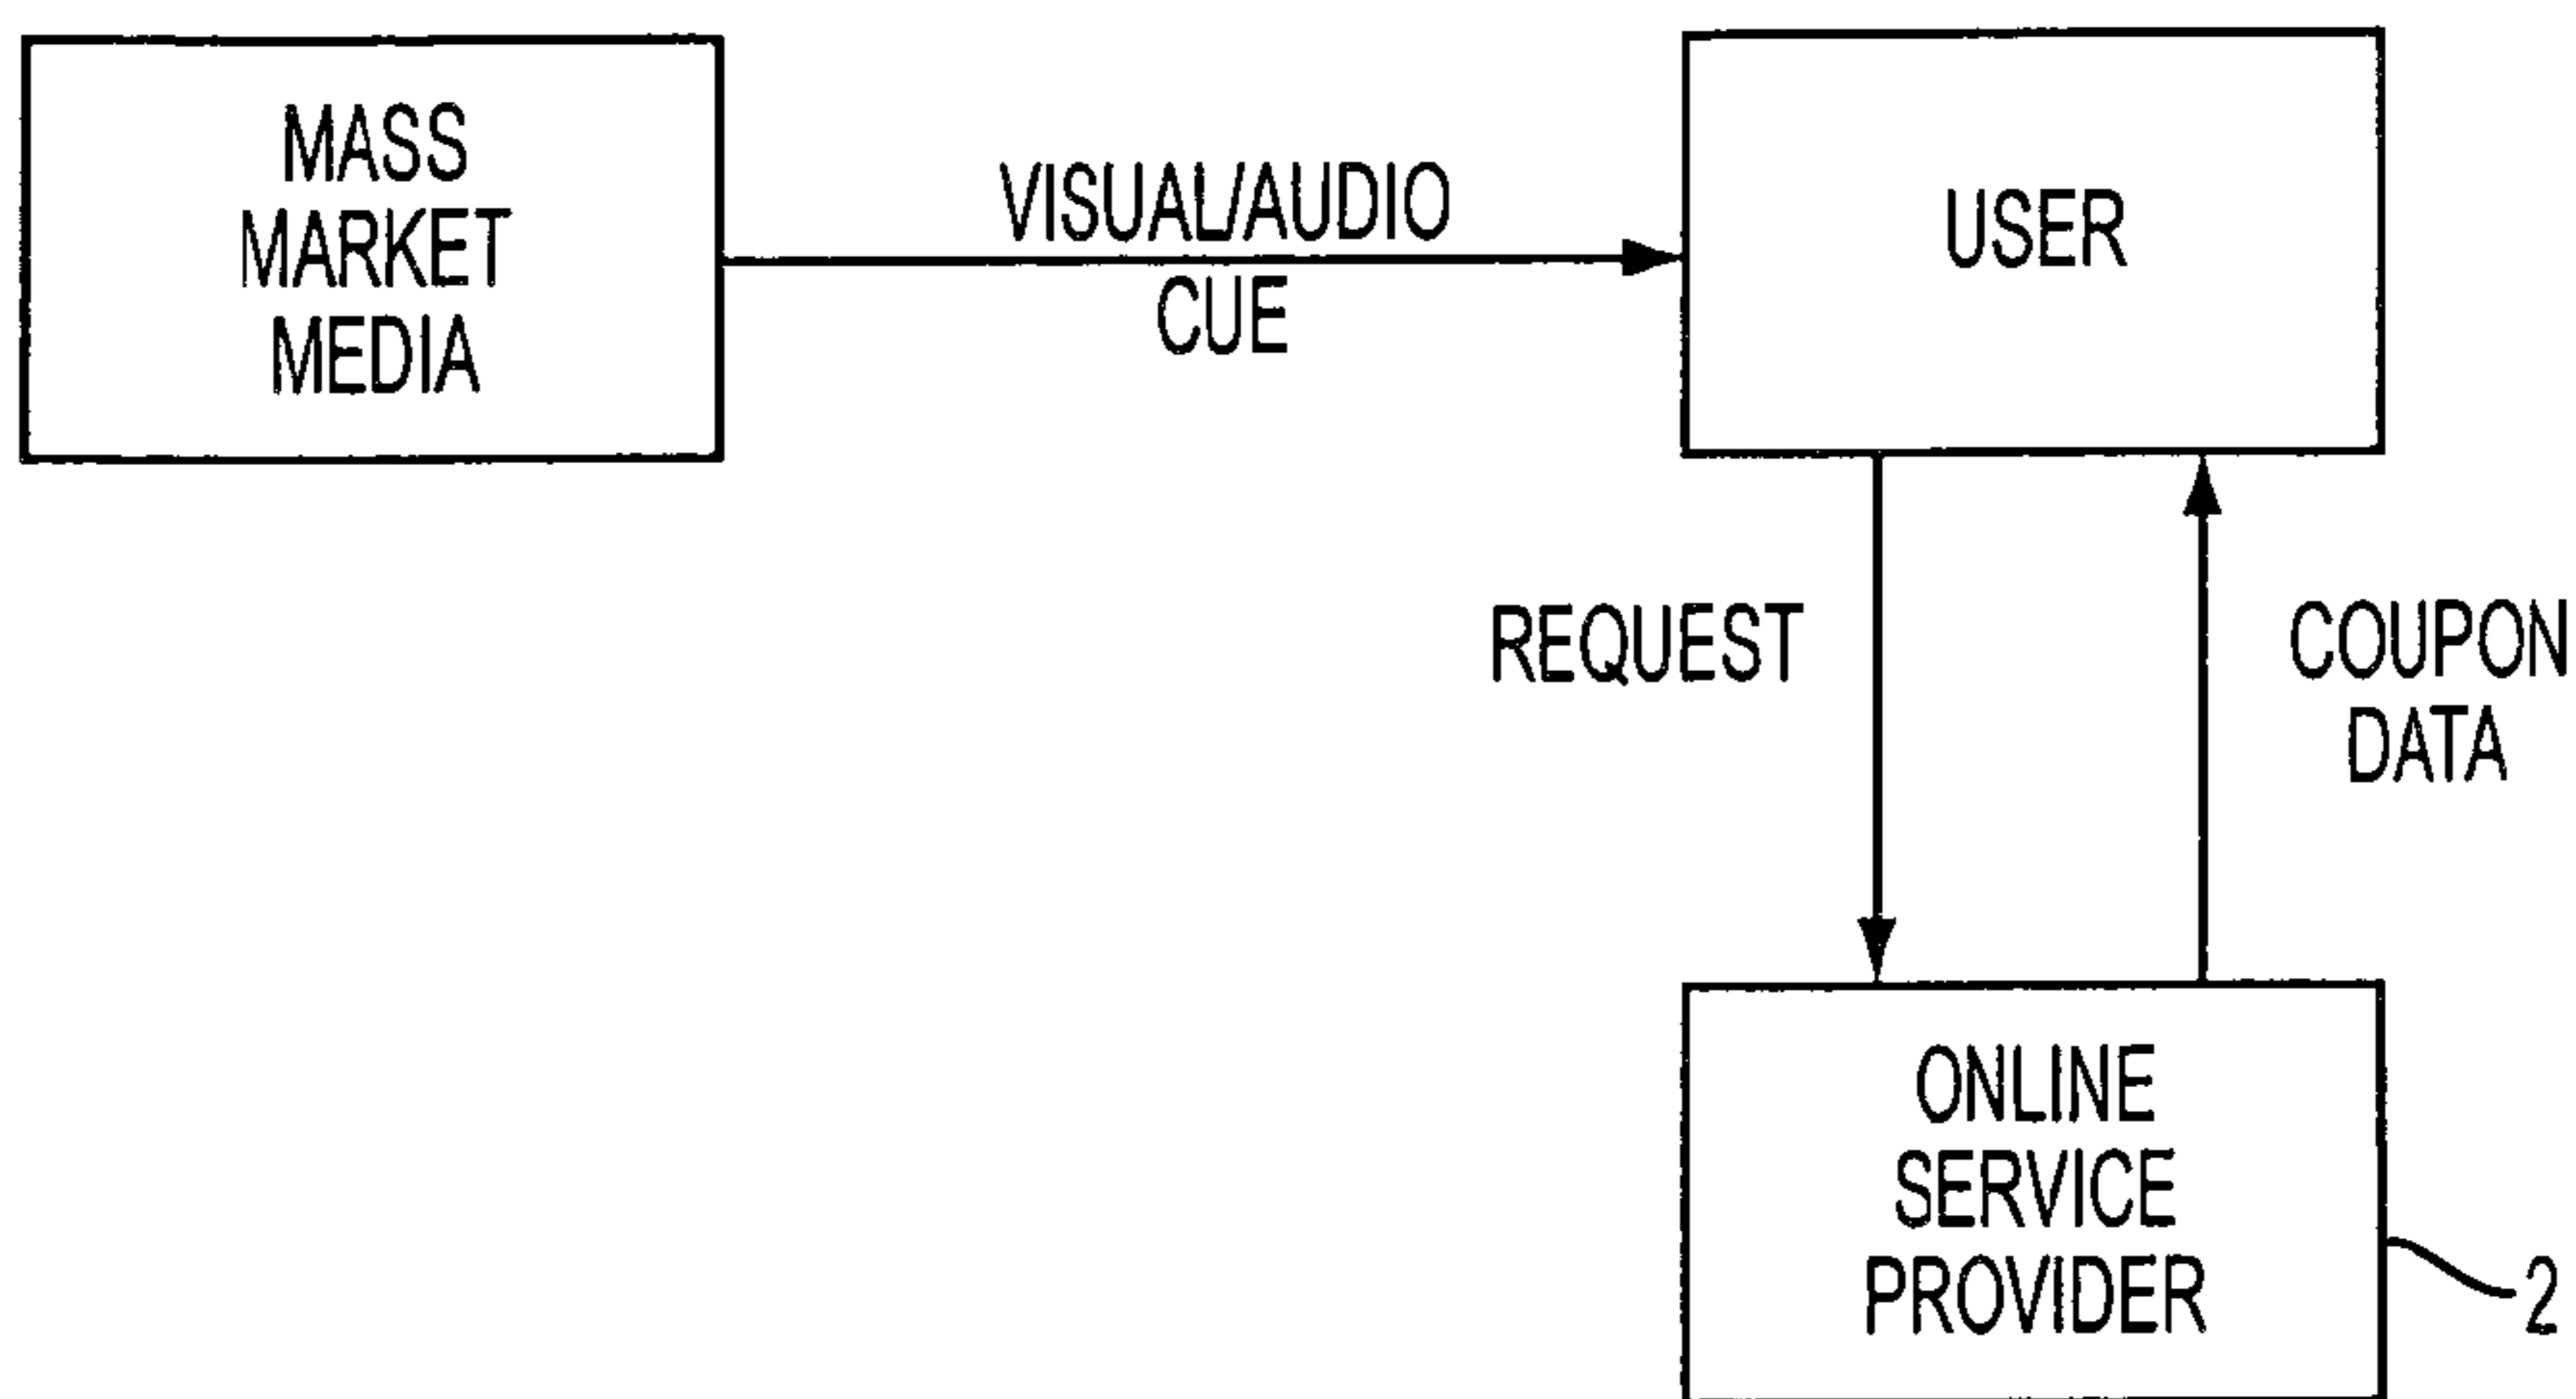 MASS
MARKET
MEDIA
VISUAL/AUDIO
CUE
USER
REQUEST
COUPON
DATA
ONLINE
SERVICE
PROVIDER
2